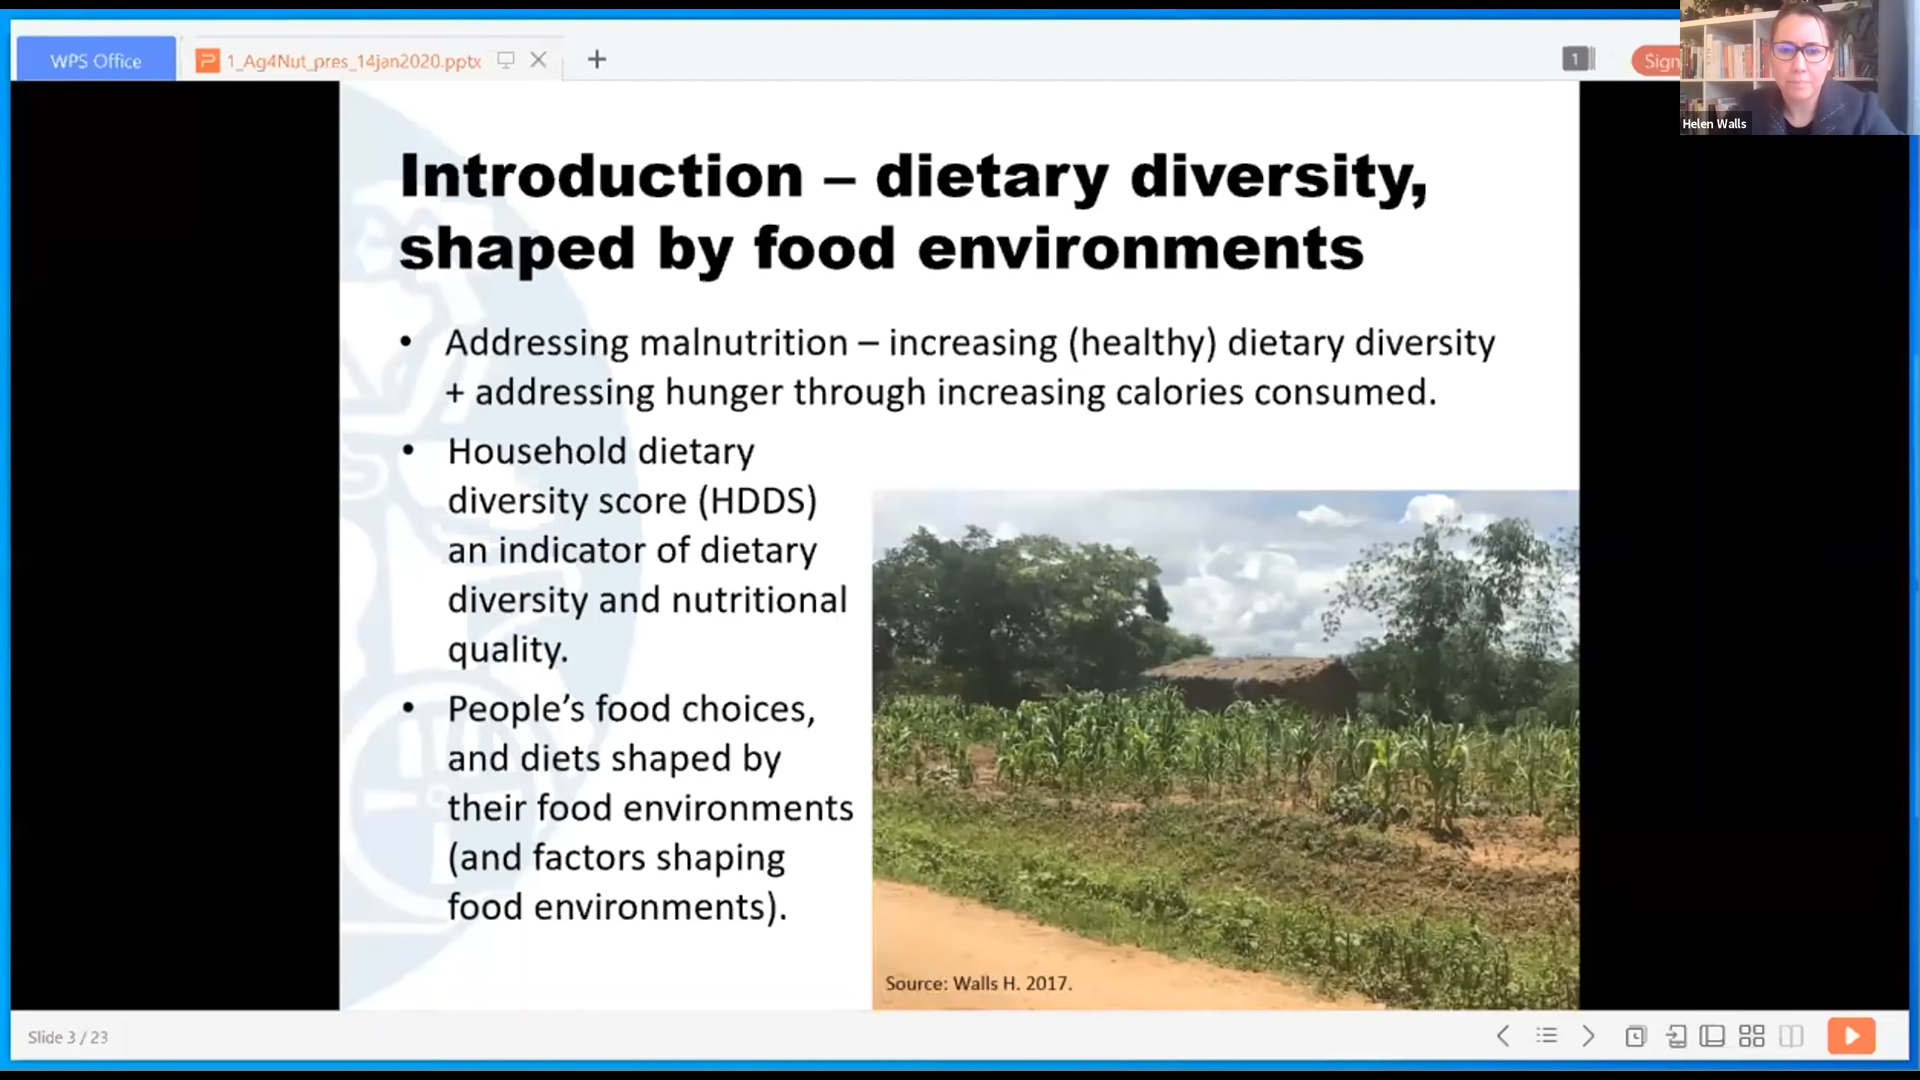 WPS Office
1_Ag4Nut_pres_14jan2020.pptx
1
Sign
Helen Walls
Introduction – dietary diversity,
shaped by food environments
• Addressing malnutrition – increasing (healthy) dietary diversity
+ addressing hunger through increasing calories consumed.
• Household dietary
diversity score (HDDS)
an indicator of dietary
diversity and nutritional
quality.
• People’s food choices,
and diets shaped by
their food environments
(and factors shaping
food environments).
Source: Walls H. 2017.
Slide 3 / 23